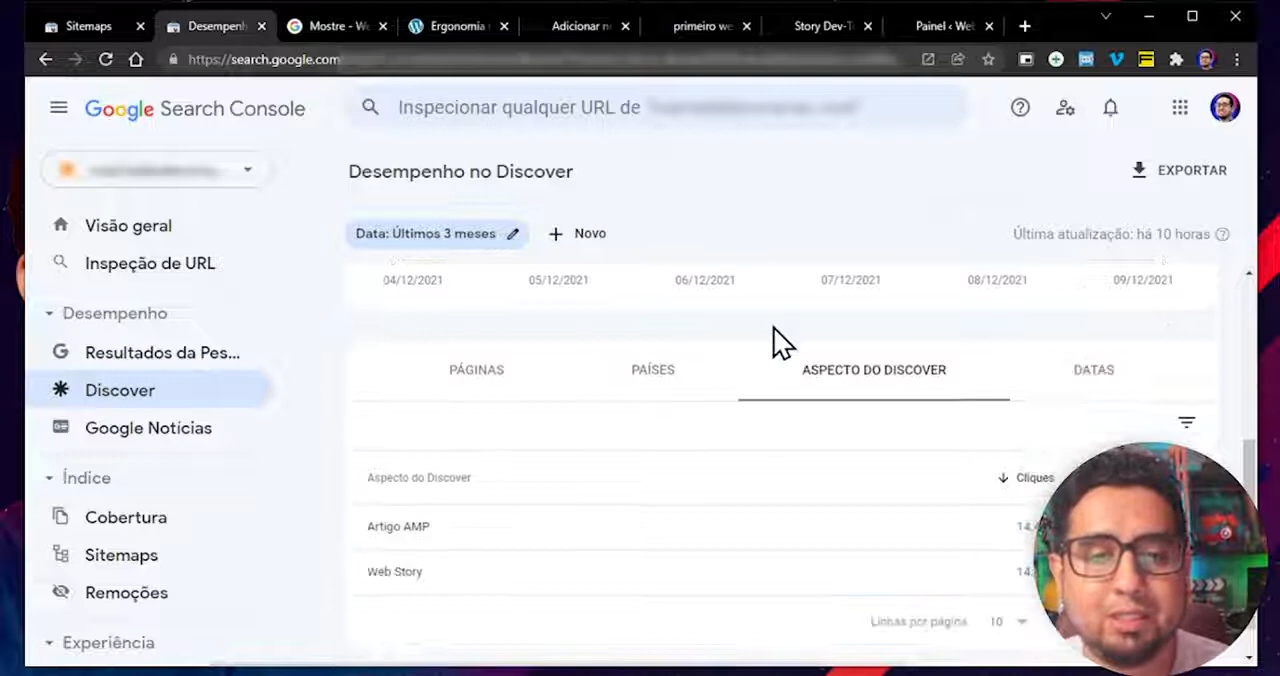 Sitemaps
Desempenh
Mostre - We
Ergonomia
Adicionar no
primeiro we
Story Dev-T
Painel ‹ Web
https://search.google.com
Google Search Console
Inspecionar qualquer URL de
Desempenho no Discover
EXPORTAR
Data: Últimos 3 meses
Novo
Última atualização: há 10 horas
Visão geral
Inspeção de URL
Desempenho
Resultados da Pes...
Discover
Google Notícias
Índice
Cobertura
Sitemaps
Remoções
Experiência
04/12/2021
05/12/2021
06/12/2021
07/12/2021
08/12/2021
09/12/2021
PÁGINAS
PAÍSES
ASPECTO DO DISCOVER
DATAS
Aspecto do Discover
Cliques
Artigo AMP
Web Story
Linhas por página
10